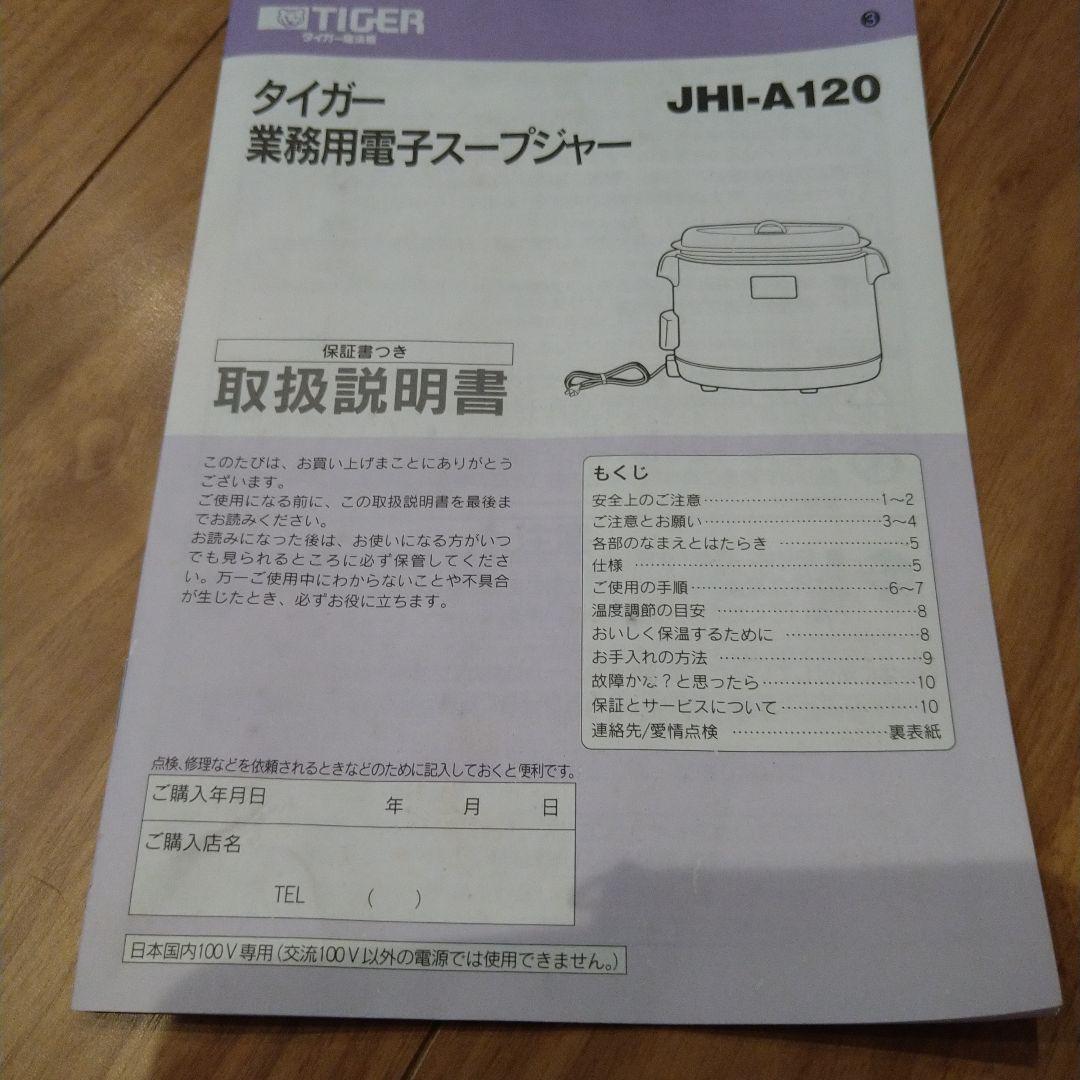 TIGER
タイガー魔法瓶
❸
タイガー
業務用電子スープジャー
JHI-A120
保証書つき
取扱説明書
このたびは、お買い上げまことにありがとう
ございます。
ご使用になる前に、この取扱説明書を最後ま
でお読みください。
お読みになった後は、お使いになる方がいつ
でも見られるところに必ず保管してくださ
い。万一ご使用中にわからないことや不具合
が生じたとき、必ずお役に立ちます。
もくじ
安全上のご注意……………………………1～2
ご注意とお願い……………………………3～4
各部のなまえとはたらき……………………5
仕様……………………………………………5
ご使用の手順………………………………6～7
温度調節の目安………………………………8
おいしく保温するために……………………8
お手入れの方法………………………………9
故障かな？と思ったら………………………10
保証とサービスについて……………………10
連絡先/愛情点検……………………裏表紙
点検、修理などを依頼されるときなどのために記入しておくと便利です。
ご購入年月日 年 月 日
ご購入店名
TEL ( )
日本国内100V専用(交流100V以外の電源では使用できません。)